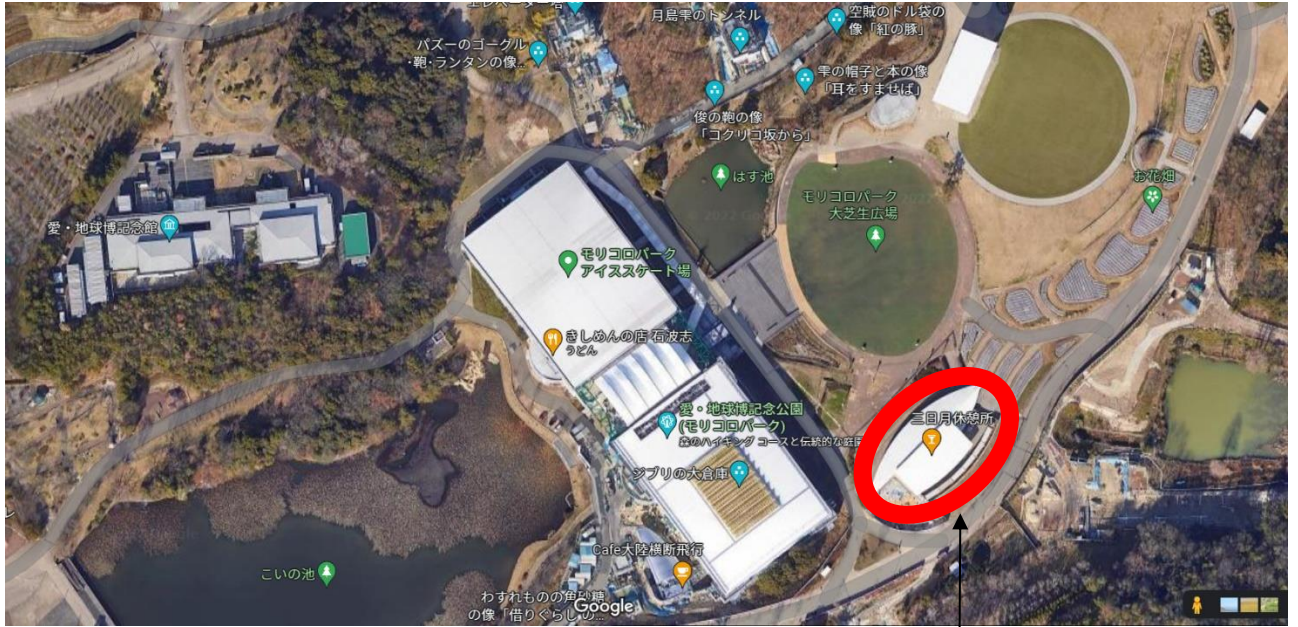 月島雫のトンネル
空賊のドル袋の
像「紅の豚」
パズーのゴーグル
・鞄・ランタンの像...
雫の帽子と本の像
「耳をすませば」
俊の鞄の像
「コクリコ坂から」
はす池
お花畑
モリコロパーク
大芝生広場
愛・地球博記念館
モリコロパーク
アイススケート場
きしめんの店 石波志
うどん
愛・地球博記念公園
(モリコロパーク)
森のハイキング コースと伝統的な庭園
三日月休憩所
ジブリの大倉庫
Cafe大陸横断飛行
こいの池
わすれものの角砂糖
の像「借りぐらしの...
Google